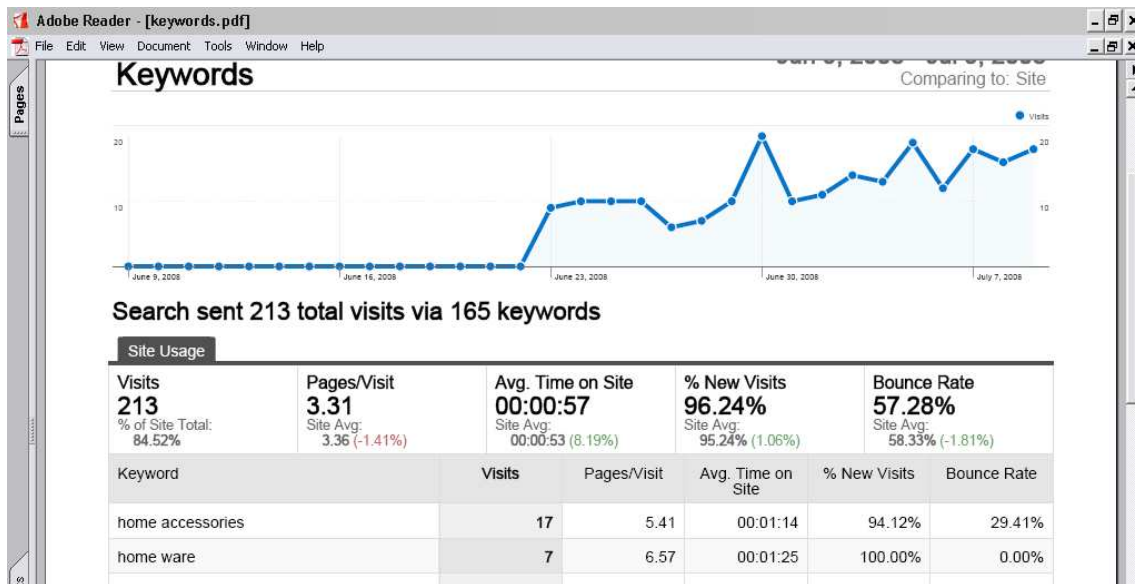 Adobe Reader - [keywords.pdf]
File Edit View Document Tools Window Help
Pages
Keywords
Comparing to: Site
Visits
20 20
10 10
June 9, 2008 June 16, 2008 June 23, 2008 June 30, 2008 July 7, 2008
Search sent 213 total visits via 165 keywords
Site Usage
Visits Pages/Visit Avg. Time on Site % New Visits Bounce Rate
213 3.31 00:00:57 96.24% 57.28%
% of Site Total: Site Avg: Site Avg: Site Avg: Site Avg:
84.52% 3.36 (-1.41%) 00:00:53 (8.19%) 95.24% (1.06%) 58.33% (-1.81%)
Keyword Visits Pages/Visit Avg. Time on % New Visits Bounce Rate
Site
home accessories 17 5.41 00:01:14 94.12% 29.41%
home ware 7 6.57 00:01:25 100.00% 0.00%